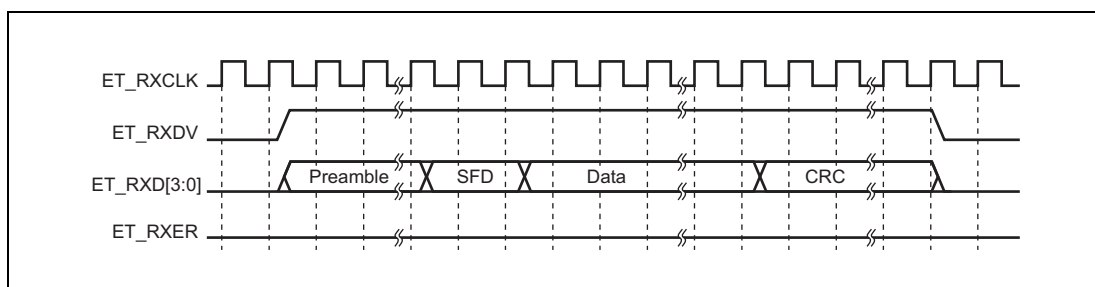 ET_RXCLK
ET_RXDV
ET_RXD[3:0] Preamble SFD Data CRC
ET_RXER